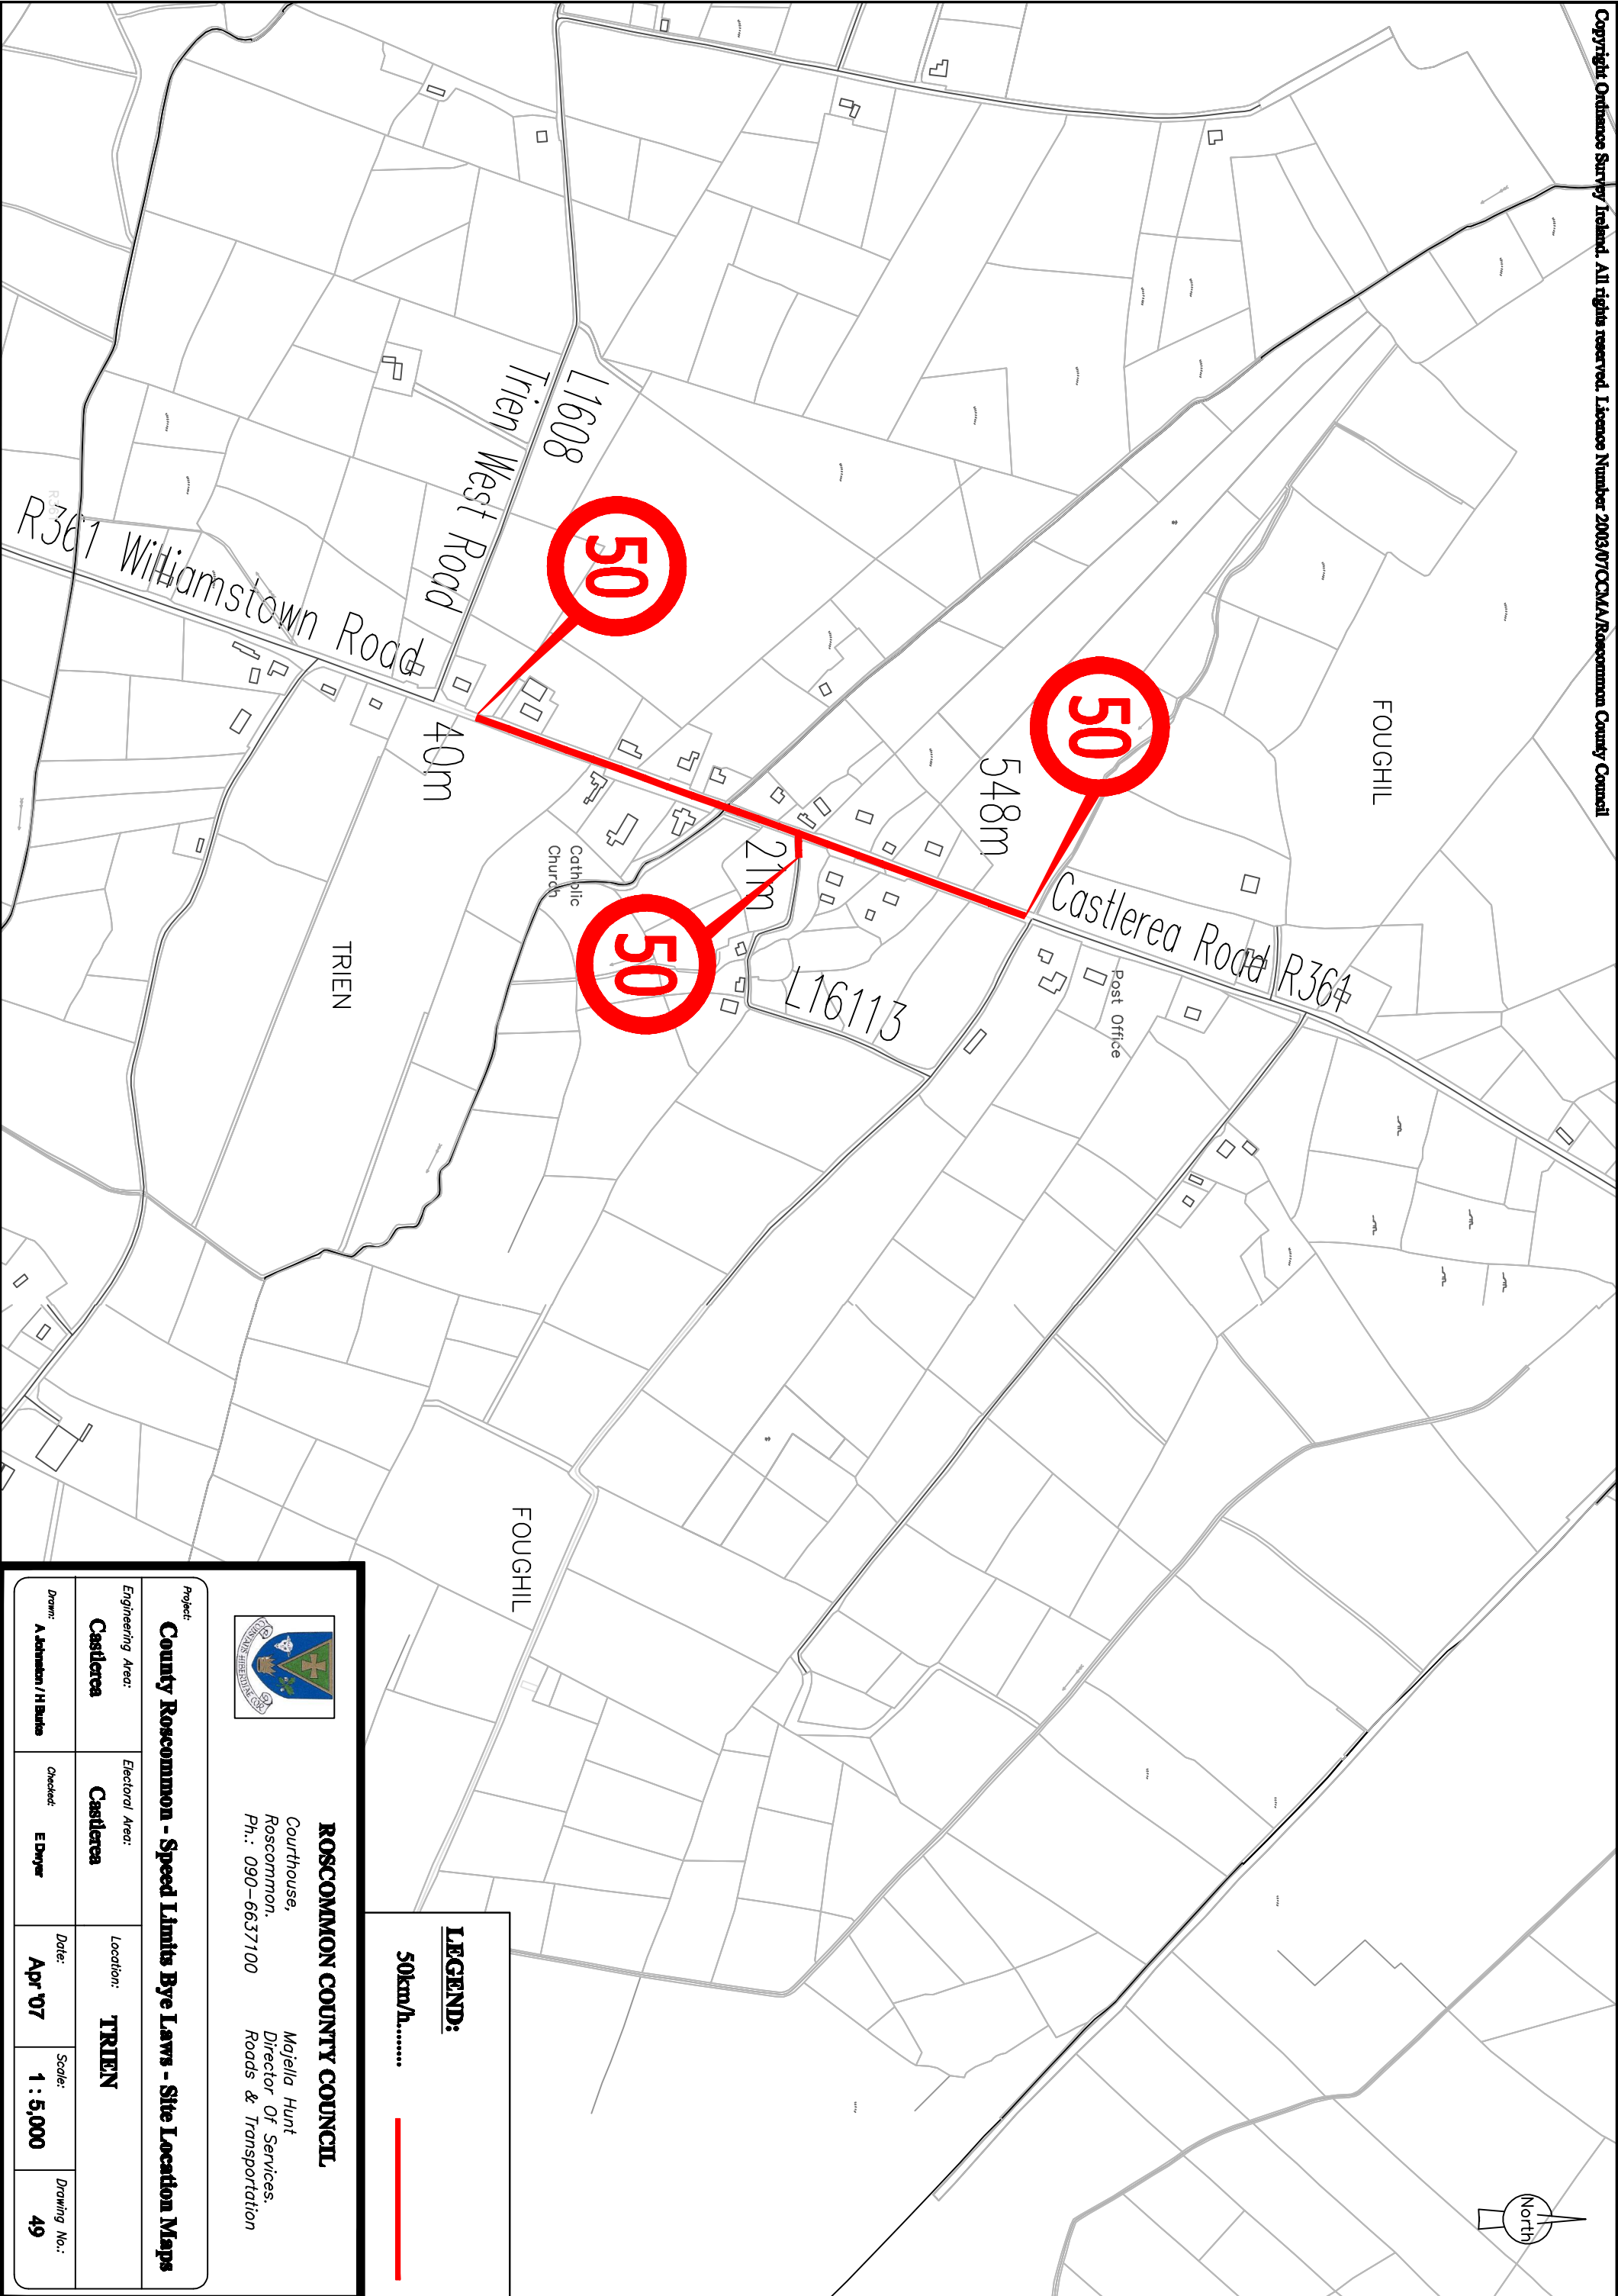 Copyright Ordnance Survey Ireland. All rights reserved. Licence Number 2003/07CCMA/Roscommon County Council
North
FOUGHIL
Castlerea Road R361
Post Office
50
548m
L16113
21m
50
50
L1608
Trien West Road
Catholic
Church
40m
R361 Williamstown Road
TRIEN
FOUGHIL
LEGEND:
50km/h........
ROSCOMMON COUNTY COUNCIL
Courthouse,
Roscommon.
Ph.: 090-6637100
Majella Hunt
Director Of Services.
Roads & Transportation
Project:
County Roscommon - Speed Limits Bye Laws - Site Location Maps
Engineering Area:
Castlerea
Electoral Area:
Castlerea
Location:
TRIEN
Drawn:
A Johnston / H Burke
Checked:
E Dwyer
Date:
Apr '07
Scale:
1 : 5,000
Drawing No.:
49